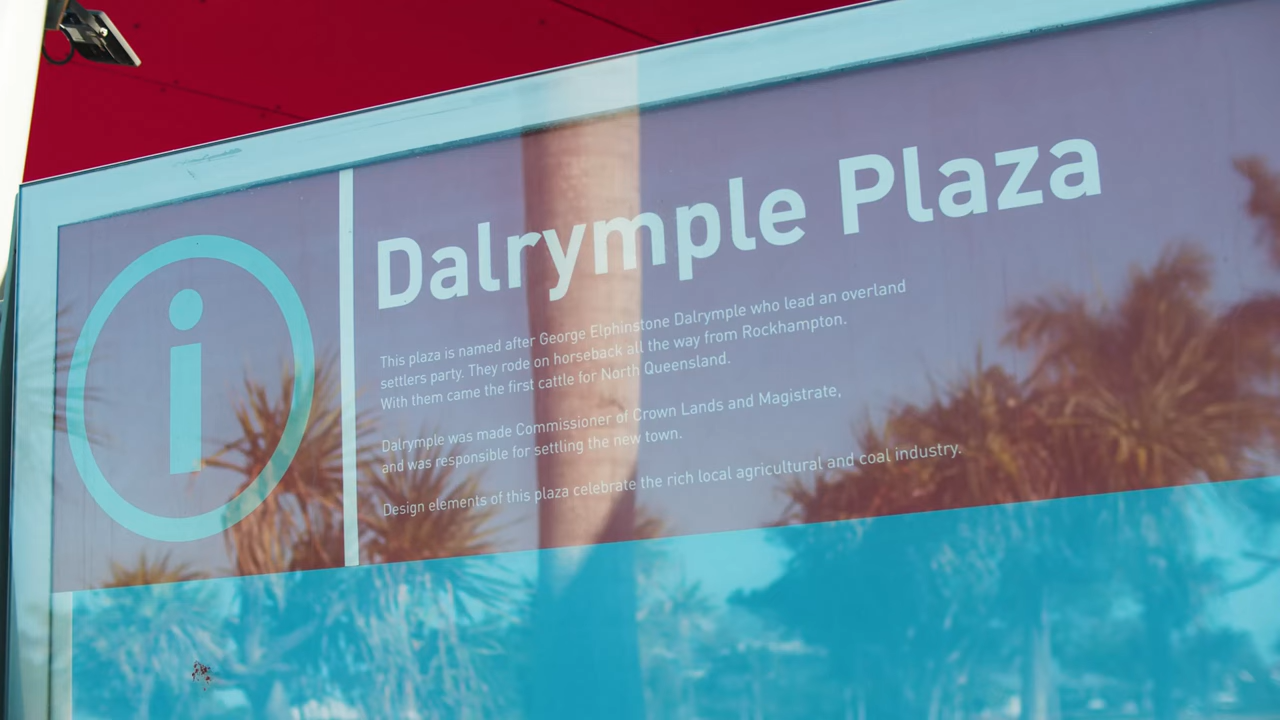 Dalrymple Plaza
This plaza is named after George Elphinstone Dalrymple who lead an overland
settlers party. They rode on horseback all the way from Rockhampton.
With them came the first cattle for North Queensland.
Dalrymple was made Commissioner of Crown Lands and Magistrate,
and was responsible for settling the new town.
Design elements of this plaza celebrate the rich local agricultural and coal industry.